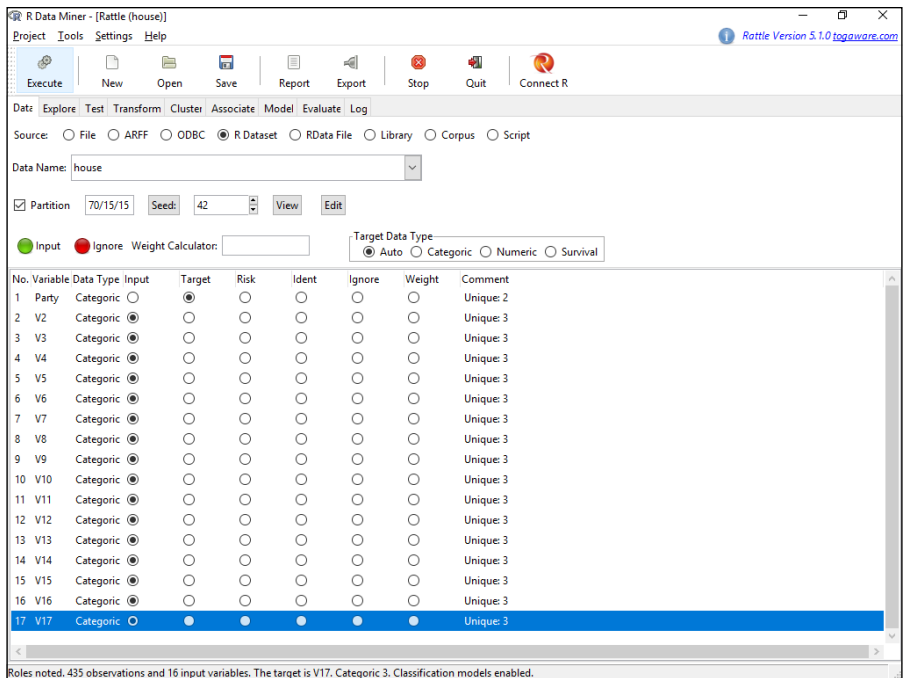 R Data Miner - [Rattle (house)]
Project Tools Settings Help Rattle Version 5.1.0 togaware.com
Execute New Open Save Report Export Stop Quit Connect R
Data Explore Test Transform Cluster Associate Model Evaluate Log
Source: File ARFF ODBC R Dataset RData File Library Corpus Script
Data Name: house
Partition 70/15/15 Seed: 42 View Edit
Target Data Type
Input Ignore Weight Calculator: Auto Categoric Numeric Survival
No. Variable Data Type Input Target Risk Ident Ignore Weight Comment
1 Party Categoric Unique: 2
2 V2 Categoric Unique: 3
3 V3 Categoric Unique: 3
4 V4 Categoric Unique: 3
5 V5 Categoric Unique: 3
6 V6 Categoric Unique: 3
7 V7 Categoric Unique: 3
8 V8 Categoric Unique: 3
9 V9 Categoric Unique: 3
10 V10 Categoric Unique: 3
11 V11 Categoric Unique: 3
12 V12 Categoric Unique: 3
13 V13 Categoric Unique: 3
14 V14 Categoric Unique: 3
15 V15 Categoric Unique: 3
16 V16 Categoric Unique: 3
17 V17 Categoric Unique: 3
Roles noted. 435 observations and 16 input variables. The target is V17. Categoric 3. Classification models enabled.